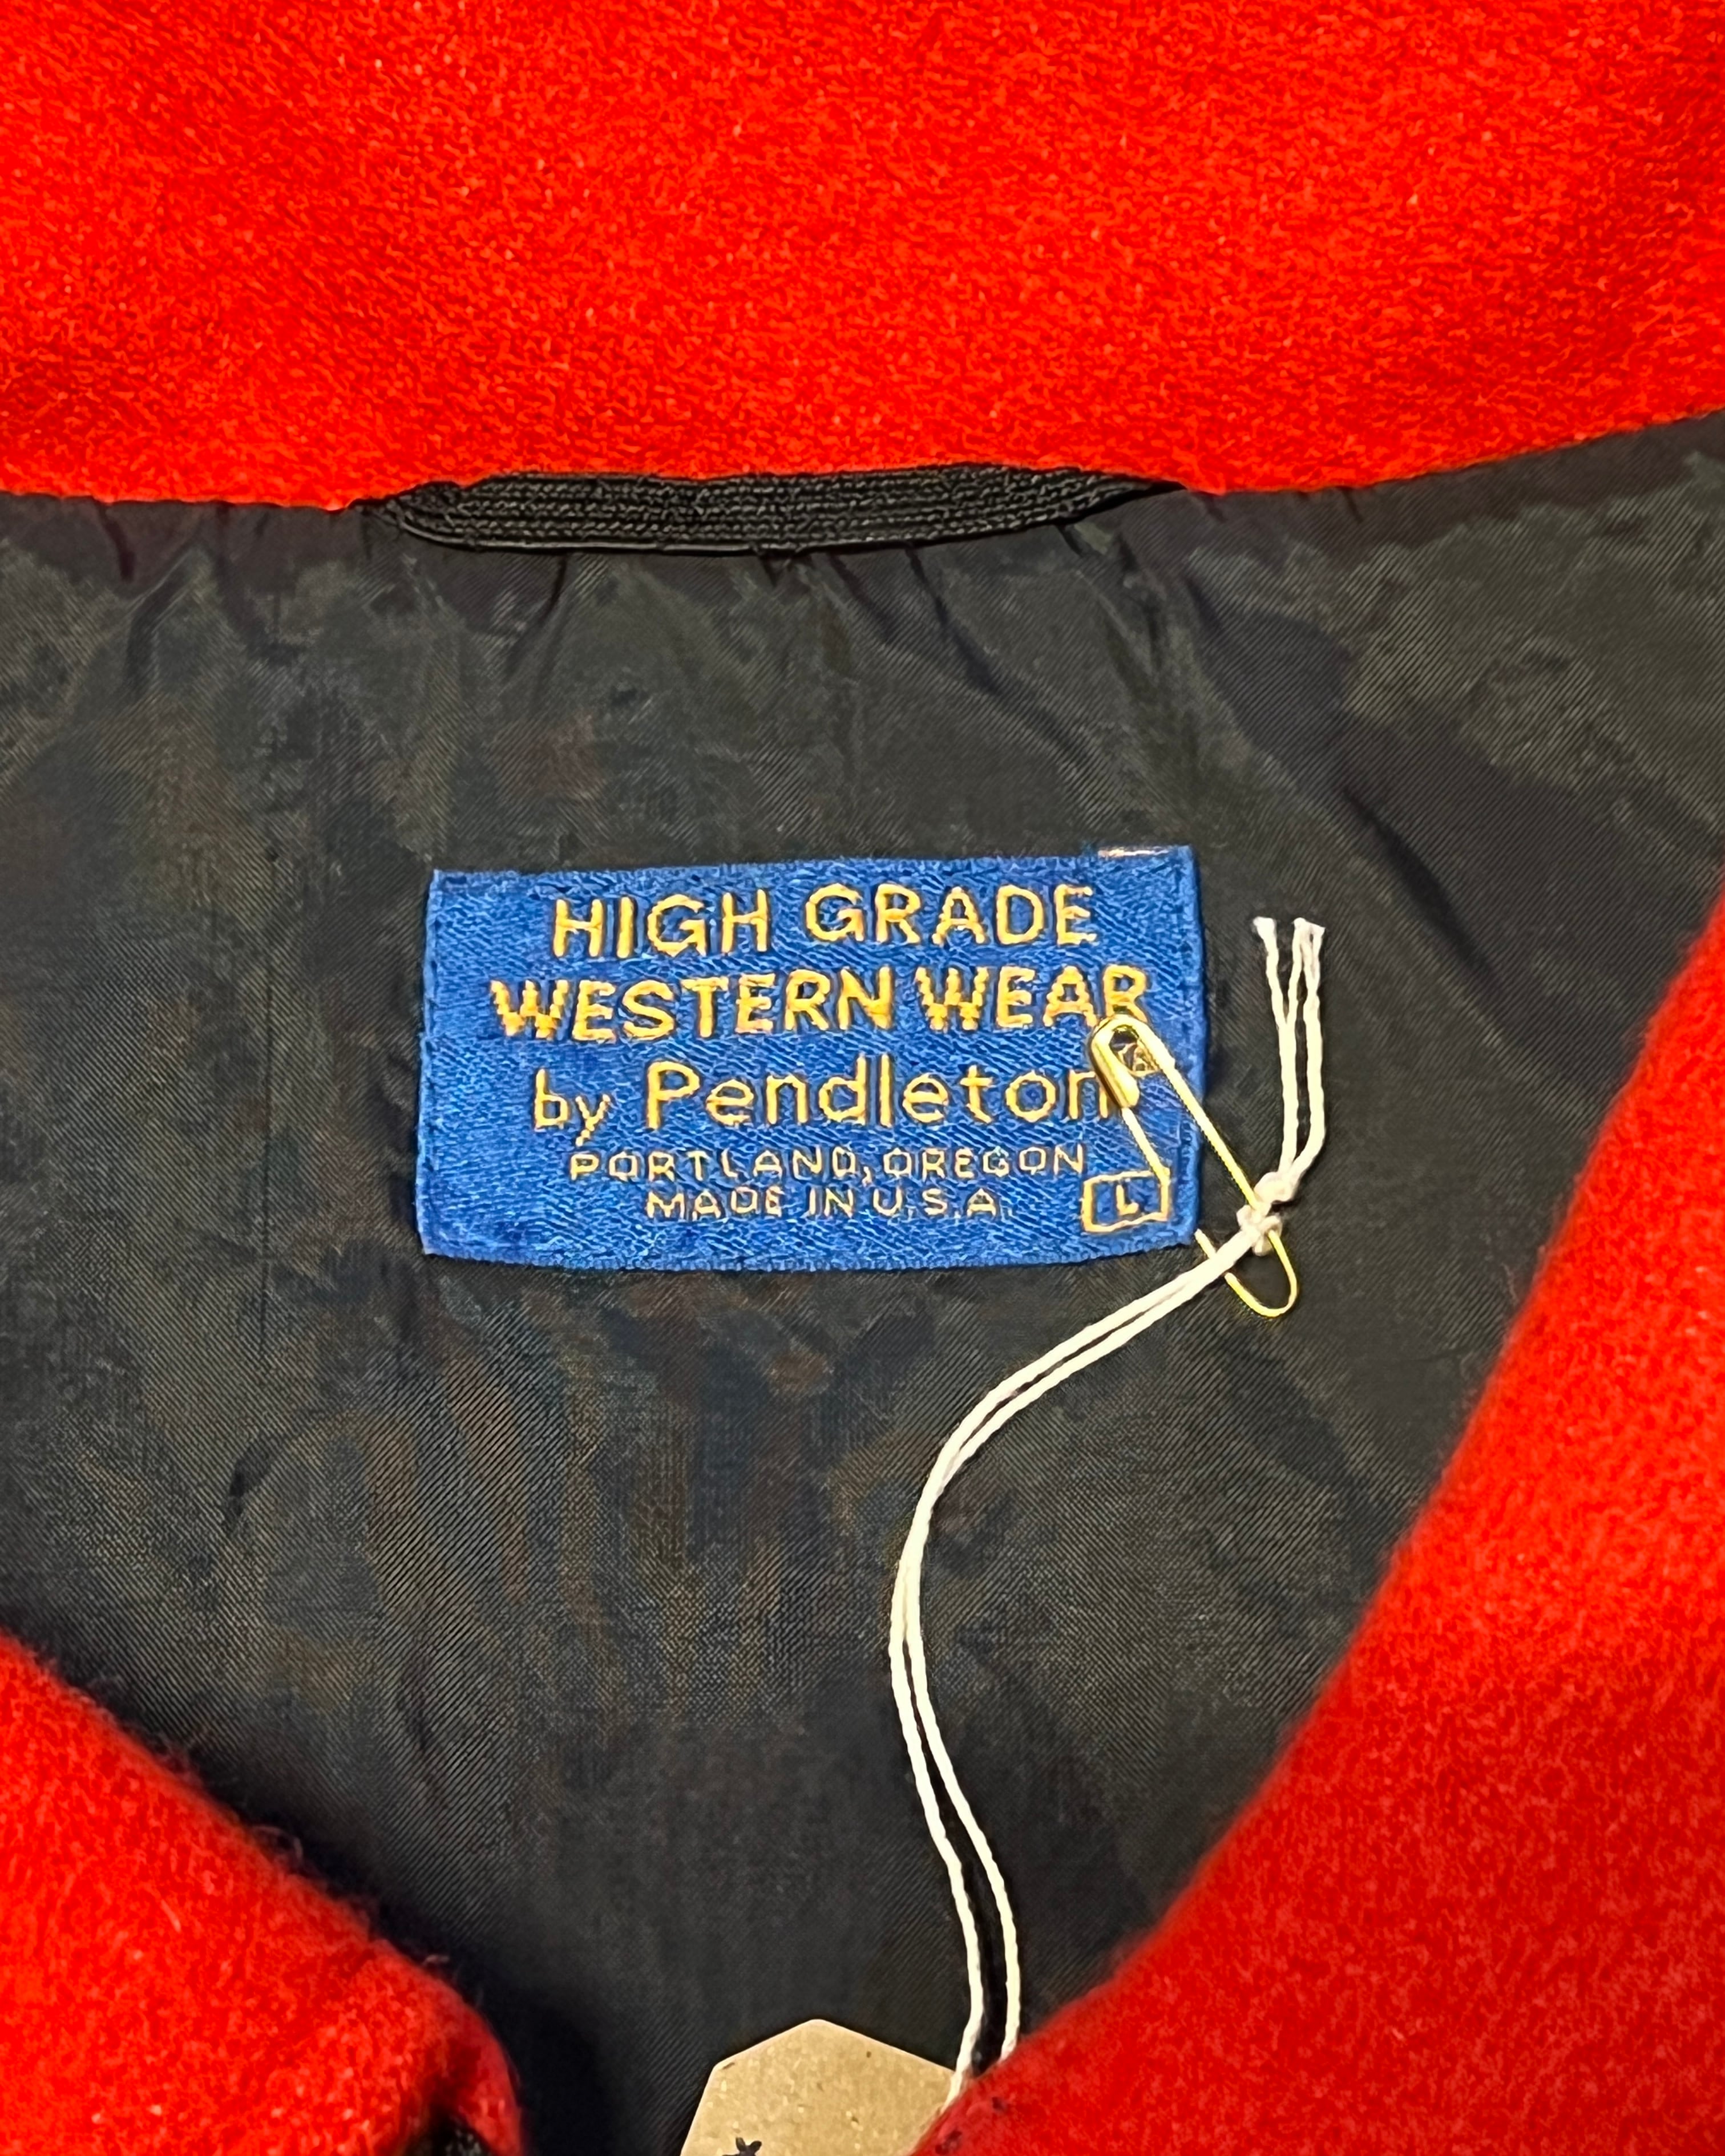 HIGH GRADE
WESTERN WEAR
by Pendleton
PORTLAND, OREGON
MADE IN U.S.A.
L